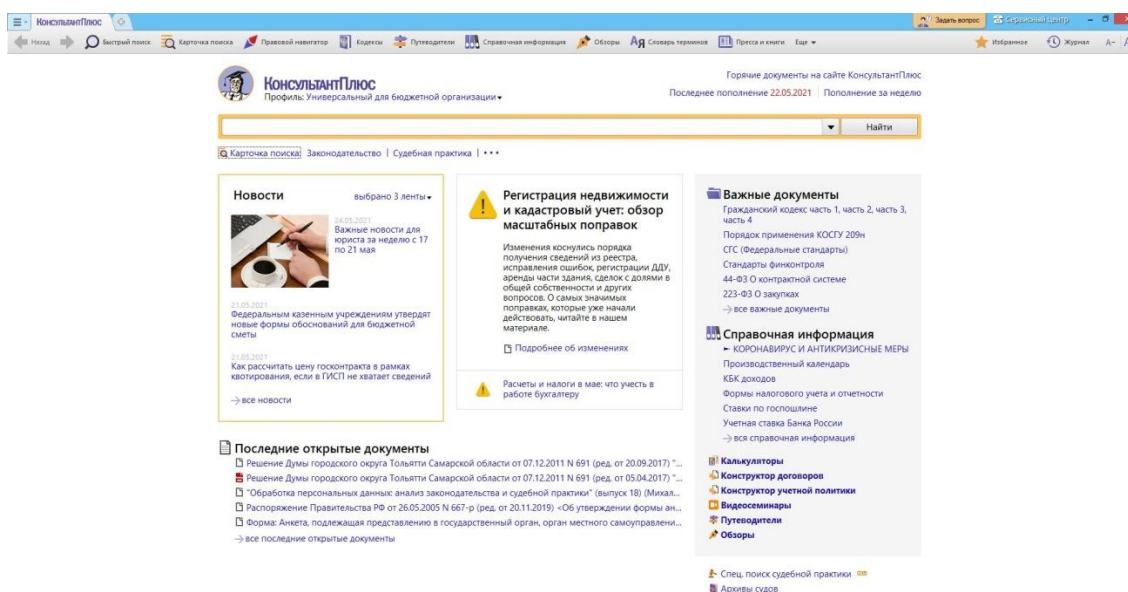 КонсультантПлюс
Задать вопрос
Сервисный центр
Назад
Быстрый поиск
Карточка поиска
Правовой навигатор
Кодексы
Путеводители
Справочная информация
Обзоры
Словарь терминов
Пресса и книги
Еще
Избранное
Журнал
КонсультантПлюс
Профиль: Универсальный для бюджетной организации
Горячие документы на сайте КонсультантПлюс
Последнее пополнение 22.05.2021 | Пополнение за неделю
Найти
Карточка поиска Законодательство | Судебная практика | •••
Новости
выбрано 3 ленты
24.05.2021
Важные новости для
юриста за неделю с 17
по 21 мая
21.05.2021
Федеральным казенным учреждениям утвердят
новые формы обоснований для бюджетной
сметы
21.05.2021
Как рассчитать цену госконтракта в рамках
квотирования, если в ГИСП не хватает сведений
все новости
Регистрация недвижимости
и кадастровый учет: обзор
масштабных поправок
Изменения коснулись порядка
получения сведений из реестра,
исправления ошибок, регистрации ДДУ,
аренды части здания, сделок с долями в
общей собственности и других
вопросов. О самых значимых
поправках, которые уже начали
действовать, читайте в нашем
материале.
Подробнее об изменениях
Расчеты и налоги в мае: что учесть в
работе бухгалтеру
Важные документы
Гражданский кодекс часть 1, часть 2, часть 3,
часть 4
Порядок применения КОСГУ 209н
СГС (Федеральные стандарты)
Стандарты финконтроля
44-ФЗ О контрактной системе
223-ФЗ О закупках
все важные документы
Справочная информация
КОРОНАВИРУС И АНТИКРИЗИСНЫЕ МЕРЫ
Производственный календарь
КБК доходов
Формы налогового учета и отчетности
Ставки по госпошлине
Учетная ставка Банка России
вся справочная информация
Калькуляторы
Конструктор договоров
Конструктор учетной политики
Видеосеминары
Путеводители
Обзоры
Последние открытые документы
Решение Думы городского округа Тольятти Самарской области от 07.12.2011 N 691 (ред. от 20.09.2017) "...
Решение Думы городского округа Тольятти Самарской области от 07.12.2011 N 691 (ред. от 05.04.2017) "...
"Обработка персональных данных: анализ законодательства и судебной практики" (выпуск 18) (Михал...
Распоряжение Правительства РФ от 26.05.2005 N 667-р (ред. от 20.11.2019) <Об утверждении формы ан...
Форма: Анкета, подлежащая представлению в государственный орган, орган местного самоуправлени...
все последние открытые документы
Спец. поиск судебной практики
Архивы судов